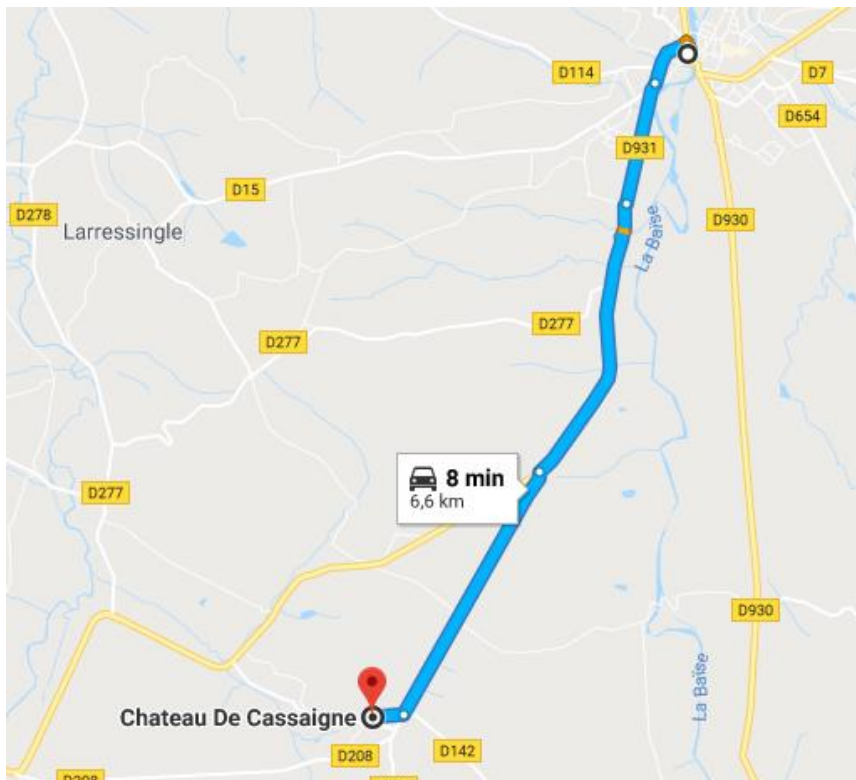 D114
D7
D654
D931
D15
D278
Larressingle
D930
La Baïse
D277
D277
8 min
6,6 km
D277
D930
La Baïse
Chateau De Cassaigne
D142
D208
D208